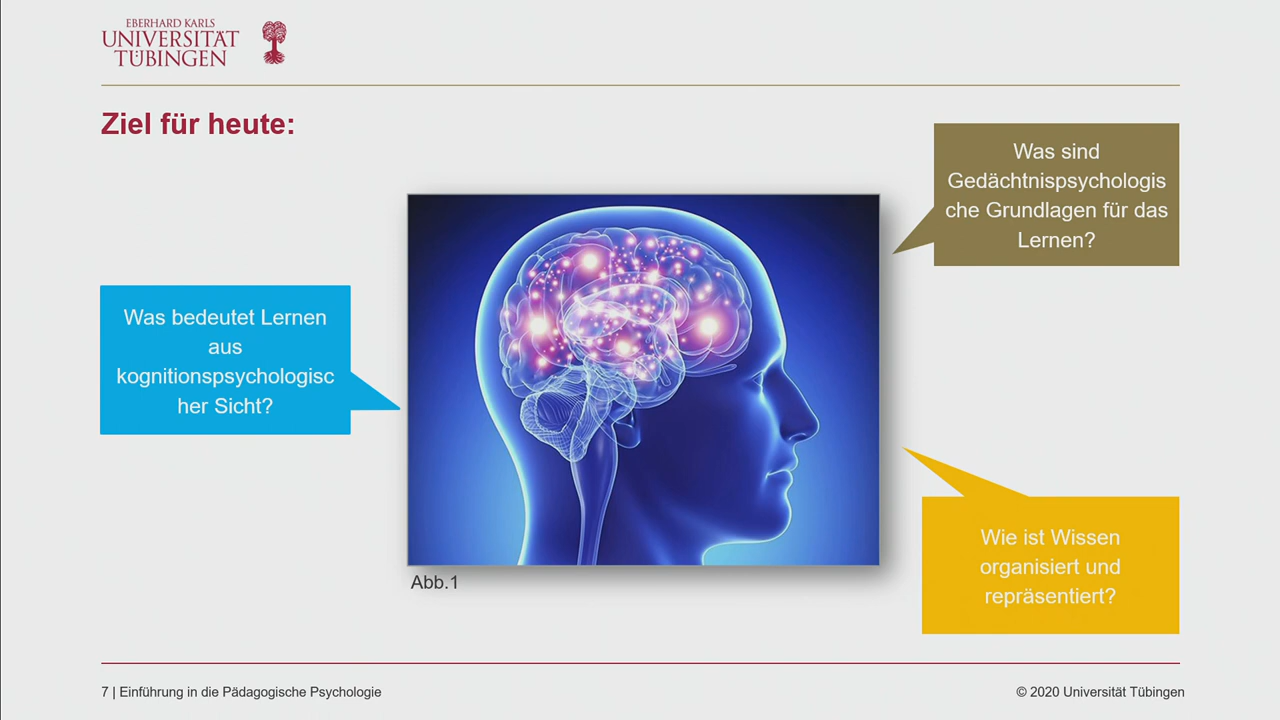 EBERHARD KARLS
UNIVERSITÄT
TÜBINGEN
Ziel für heute:
Was sind
Gedächtnispsychologis
che Grundlagen für das
Lernen?
Was bedeutet Lernen
aus
kognitionspsychologisc
her Sicht?
Wie ist Wissen
organisiert und
repräsentiert?
Abb.1
7 | Einführung in die Pädagogische Psychologie
© 2020 Universität Tübingen